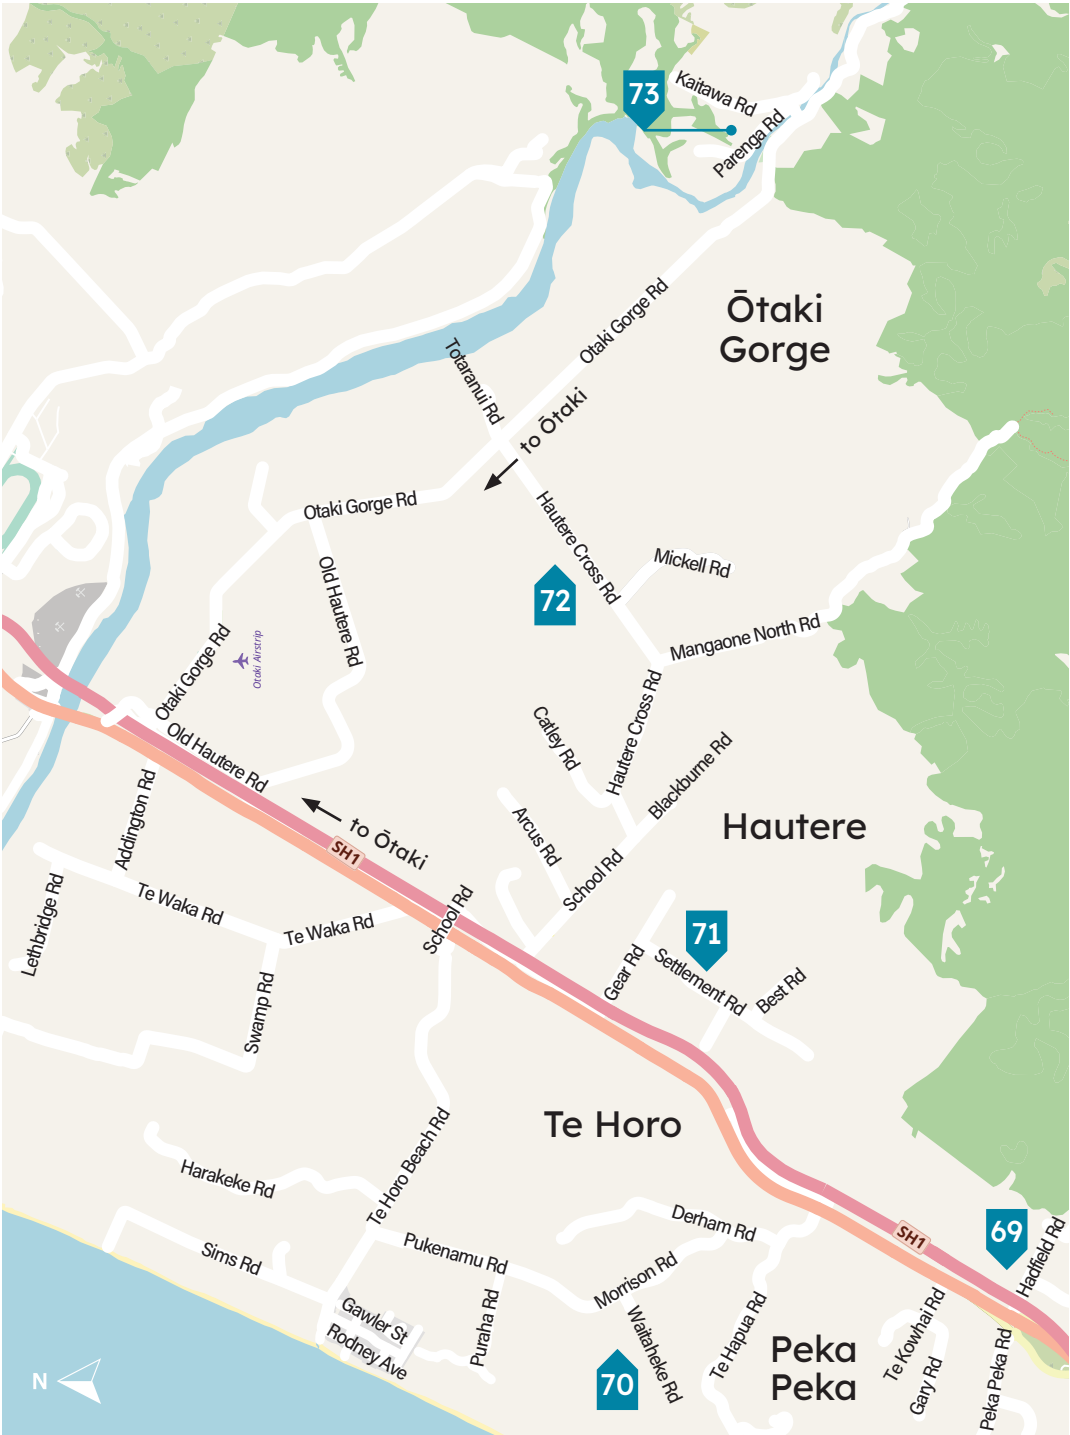 73
Kaitawa Rd
Parenga Rd
Otaki Gorge Rd
Ōtaki
Gorge
Totaranui Rd
to Ōtaki
Otaki Gorge Rd
Hautere Cross Rd
Mickell Rd
Old Hautere Rd
72
Mangaone North Rd
Otaki Gorge Rd
Otaki Airstrip
Hautere Cross Rd
Catley Rd
Old Hautere Rd
Blackburne Rd
Addington Rd
to Ōtaki
Arcus Rd
Hautere
SH1
School Rd
Lethbridge Rd
Te Waka Rd
Te Waka Rd
School Rd
71
Gear Rd
Settlement Rd
Best Rd
Swamp Rd
Te Horo
Te Horo Beach Rd
Harakeke Rd
Derham Rd
SH1
69
Hadfield Rd
Sims Rd
Pukenamu Rd
Morrison Rd
Gawler St
Rodney Ave
Puraha Rd
Waitaheke Rd
Te Hapua Rd
Te Kowhai Rd
Peka
Peka
Gary Rd
Peka Peka Rd
70
N